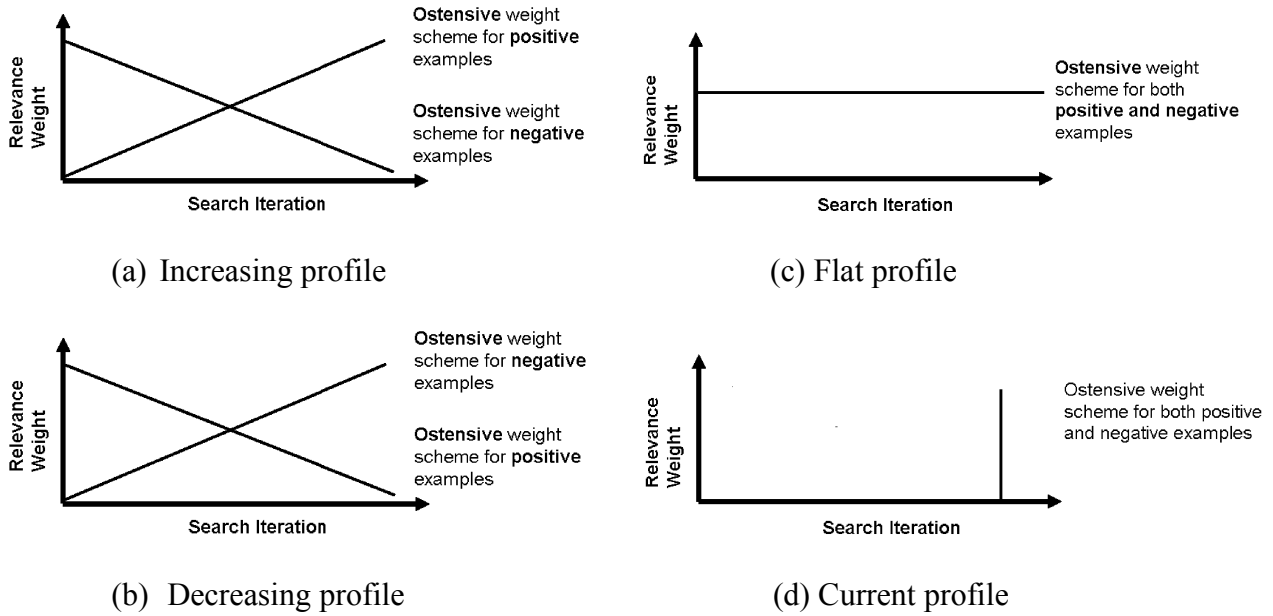 Ostensive weight
scheme for positive
examples
Ostensive weight
scheme for negative
examples
Relevance
Weight
Search Iteration
(a) Increasing profile
Ostensive weight
scheme for both
positive and negative
examples
Relevance
Weight
Search Iteration
(c) Flat profile
Ostensive weight
scheme for negative
examples
Ostensive weight
scheme for positive
examples
Relevance
Weight
Search Iteration
(b) Decreasing profile
Ostensive weight
scheme for both positive
and negative examples
Relevance
Weight
Search Iteration
(d) Current profile